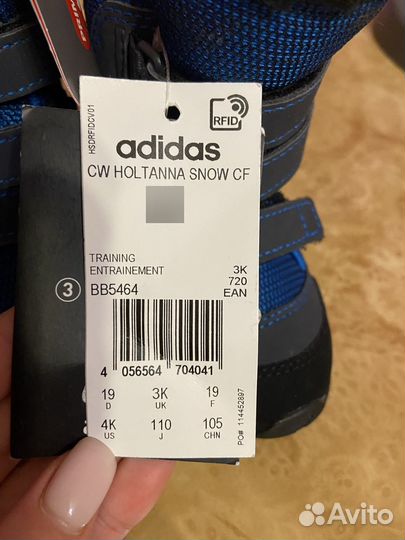 HSDRFIDCV01
RFID
adidas
CW HOLTANNA SNOW CF
TRAINING
ENTRAINEMENT
3K
720
EAN
3 BB5464
4 056564 704041
19 3K 19
D UK F
4K 110 105
US J CHN
PO# 114452897
Avito